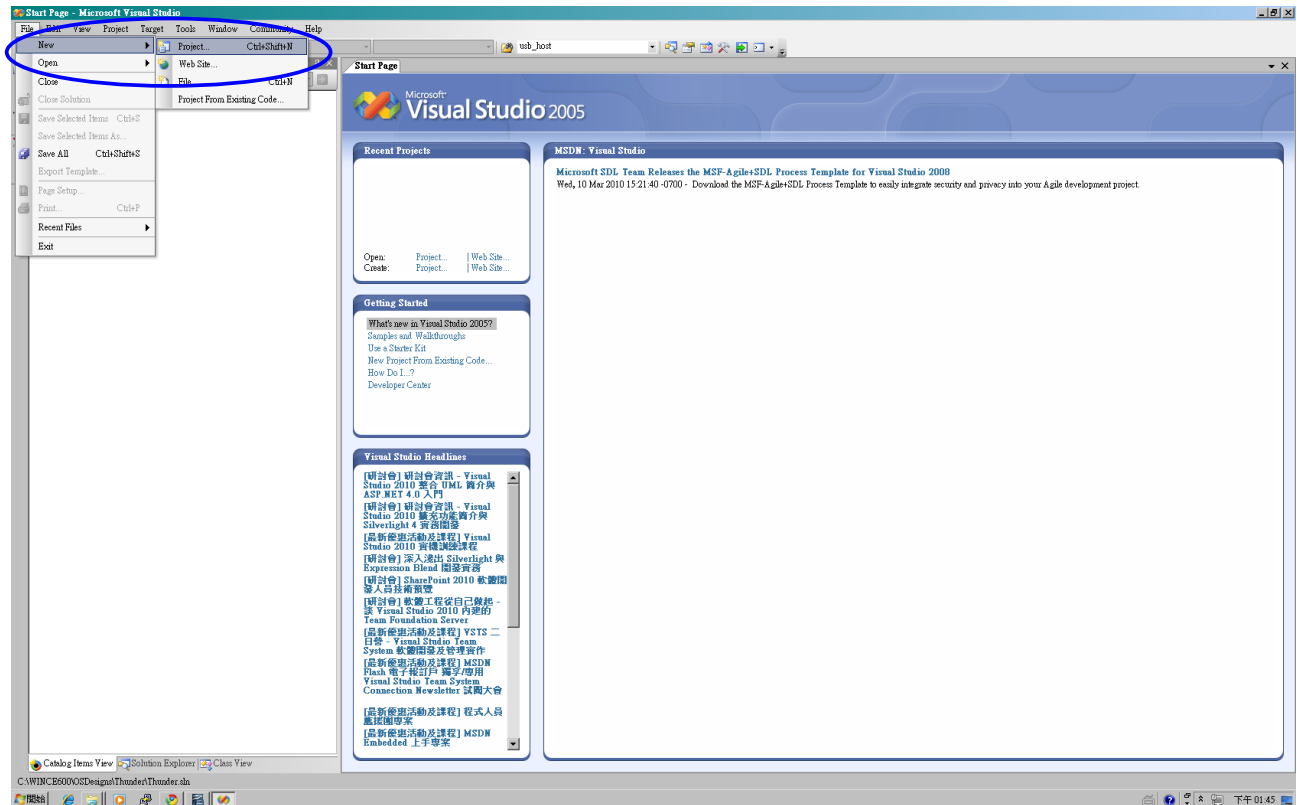 Start Page - Microsoft Visual Studio
File Edit View Project Target Tools Window Community Help
New
Project... Ctrl+Shift+N
usb_host
Open
Web Site...
Close
File... Ctrl+N
Close Solution
Project From Existing Code...
Save Selected Items Ctrl+S
Save Selected Items As...
Save All Ctrl+Shift+S
Export Template...
Page Setup...
Print... Ctrl+P
Recent Files
Exit
Start Page
Microsoft
Visual Studio 2005
Recent Projects
Open: Project... | Web Site...
Create: Project... | Web Site...
Getting Started
What's new in Visual Studio 2005?
Samples and Walkthroughs
Use a Starter Kit
New Project From Existing Code...
How Do I...?
Developer Center
Visual Studio Headlines
[研討會] 研討會資訊 - Visual
Studio 2010 整合 UML 簡介與
ASP.NET 4.0 入門
[研討會] 研討會資訊 - Visual
Studio 2010 擴充功能簡介與
Silverlight 4 實務開發
[最新優惠活動及課程] Visual
Studio 2010 實機訓練課程
[研討會] 深入淺出 Silverlight 與
Expression Blend 開發實務
[研討會] SharePoint 2010 軟體開
發人員技術預覽
[研討會] 軟體工程從自己做起 -
談 Visual Studio 2010 內建的
Team Foundation Server
[最新優惠活動及課程] VSTS 二
日營 - Visual Studio Team
System 軟體開發及管理實作
[最新優惠活動及課程] MSDN
Flash 電子報訂戶 獨享/專用
Visual Studio Team System
Connection Newsletter 試閱大會
[最新優惠活動及課程] 程式人員
應援團專案
[最新優惠活動及課程] MSDN
Embedded 上手專案
MSDN: Visual Studio
Microsoft SDL Team Releases the MSF-Agile+SDL Process Template for Visual Studio 2008
Wed, 10 Mar 2010 15:21:40 -0700 - Download the MSF-Agile+SDL Process Template to easily integrate security and privacy into your Agile development project.
Catalog Items View Solution Explorer Class View
C:\WINCE600\OSDesigns\Thunder\Thunder.sln
開始
下午 01:45